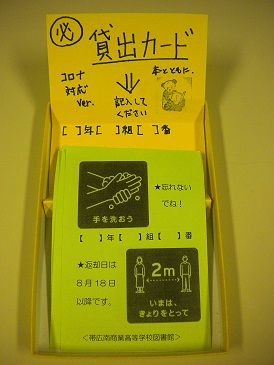 必 貸出カード
コロナ
対応
ver.
記入して
ください
本とともに.
[ ]年[ ]組[ ]番
手を洗おう
★忘れない
でね！
[ ]年[ ]組[ ]番
★返却日は
８月１８日
以降です。
2m
いまは、
きょりをとって
＜帯広南商業高等学校図書館＞